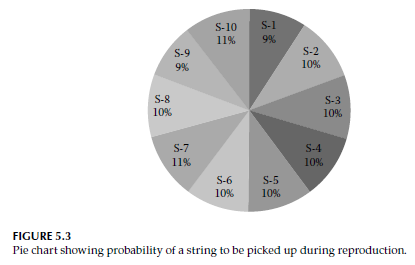 S-1
9%
S-2
10%
S-3
10%
S-4
10%
S-5
10%
S-6
10%
S-7
11%
S-8
10%
S-9
9%
S-10
11%
FIGURE 5.3
Pie chart showing probability of a string to be picked up during reproduction.